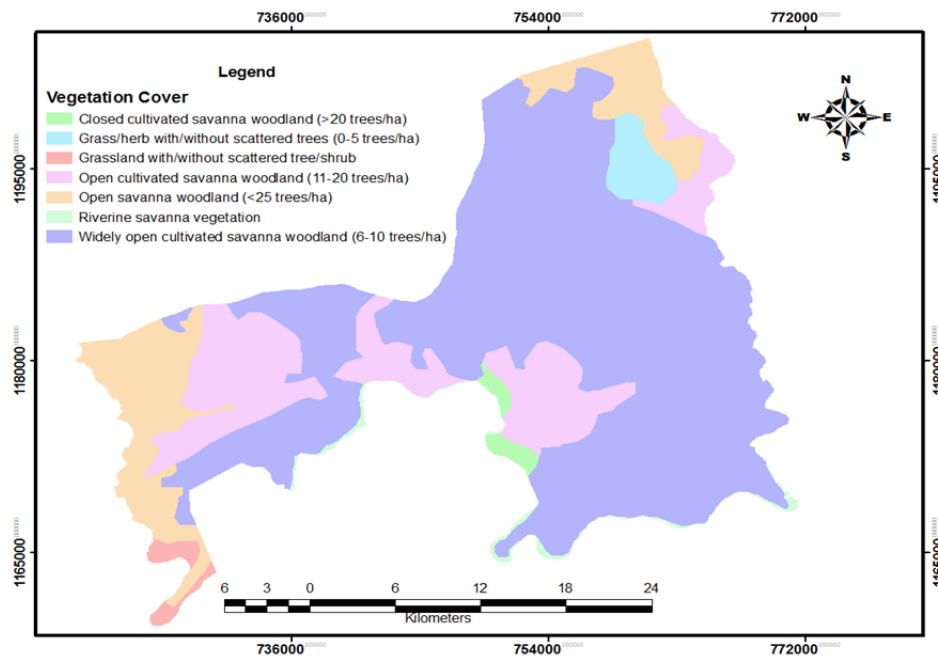 736000 754000 772000
Legend
Vegetation Cover
Closed cultivated savanna woodland (>20 trees/ha)
Grass/herb with/without scattered trees (0-5 trees/ha)
Grassland with/without scattered tree/shrub
Open cultivated savanna woodland (11-20 trees/ha)
Open savanna woodland (<25 trees/ha)
Riverine savanna vegetation
Widely open cultivated savanna woodland (6-10 trees/ha)
N
W E
S
1195000 1195000
1180000 1180000
1165000 1165000
6 3 0 6 12 18 24
Kilometers
736000 754000 772000